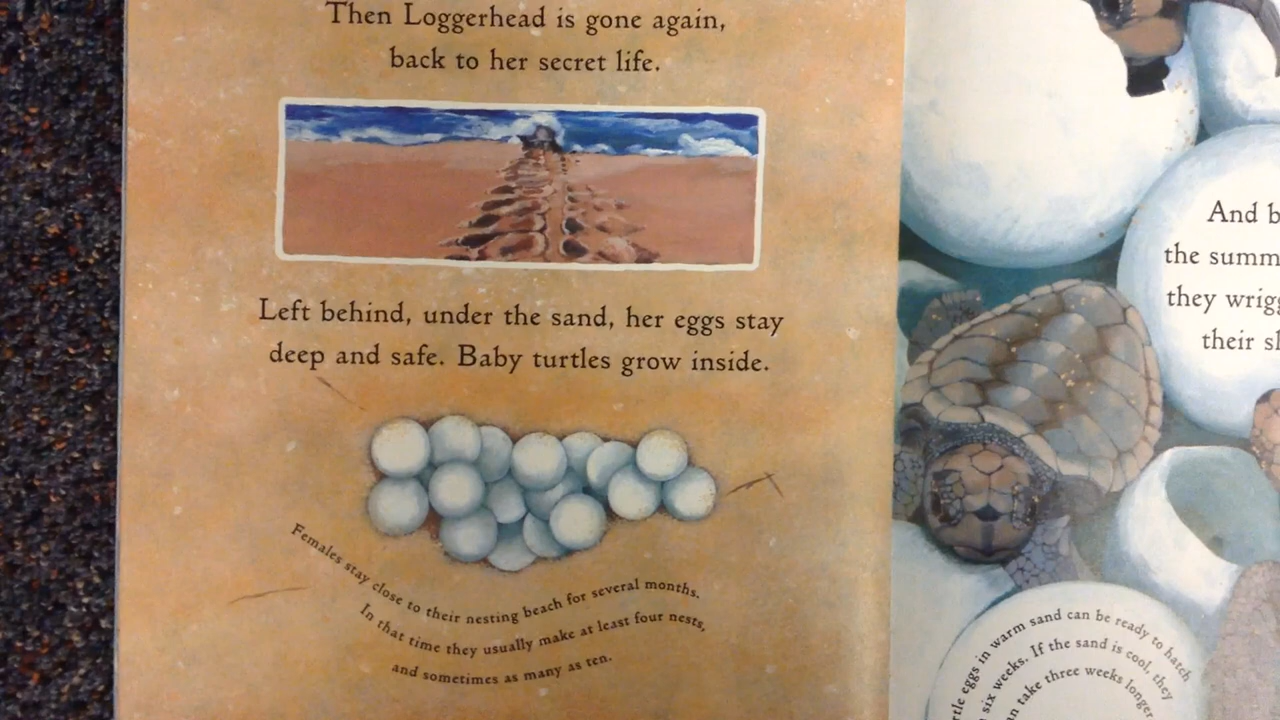 Then Loggerhead is gone again,
back to her secret life.
Left behind, under the sand, her eggs stay
deep and safe. Baby turtles grow inside.
Females stay close to their nesting beach for several months.
In that time they usually make at least four nests,
and sometimes as many as ten.
And
the
they
their
eggs in warm sand can be ready to hatch
six weeks. If the sand is cool, they
take three weeks longer